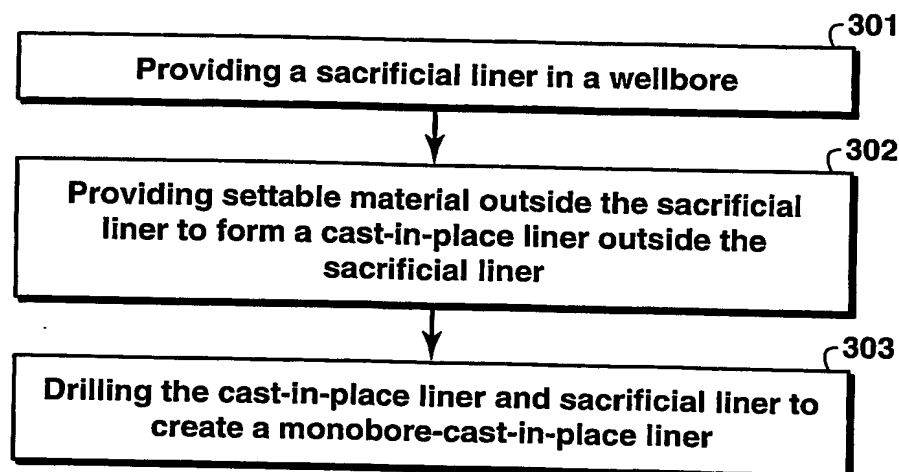 301
Providing a sacrificial liner in a wellbore
302
Providing settable material outside the sacrificial
liner to form a cast-in-place liner outside the
sacrificial liner
303
Drilling the cast-in-place liner and sacrificial liner to
create a monobore-cast-in-place liner